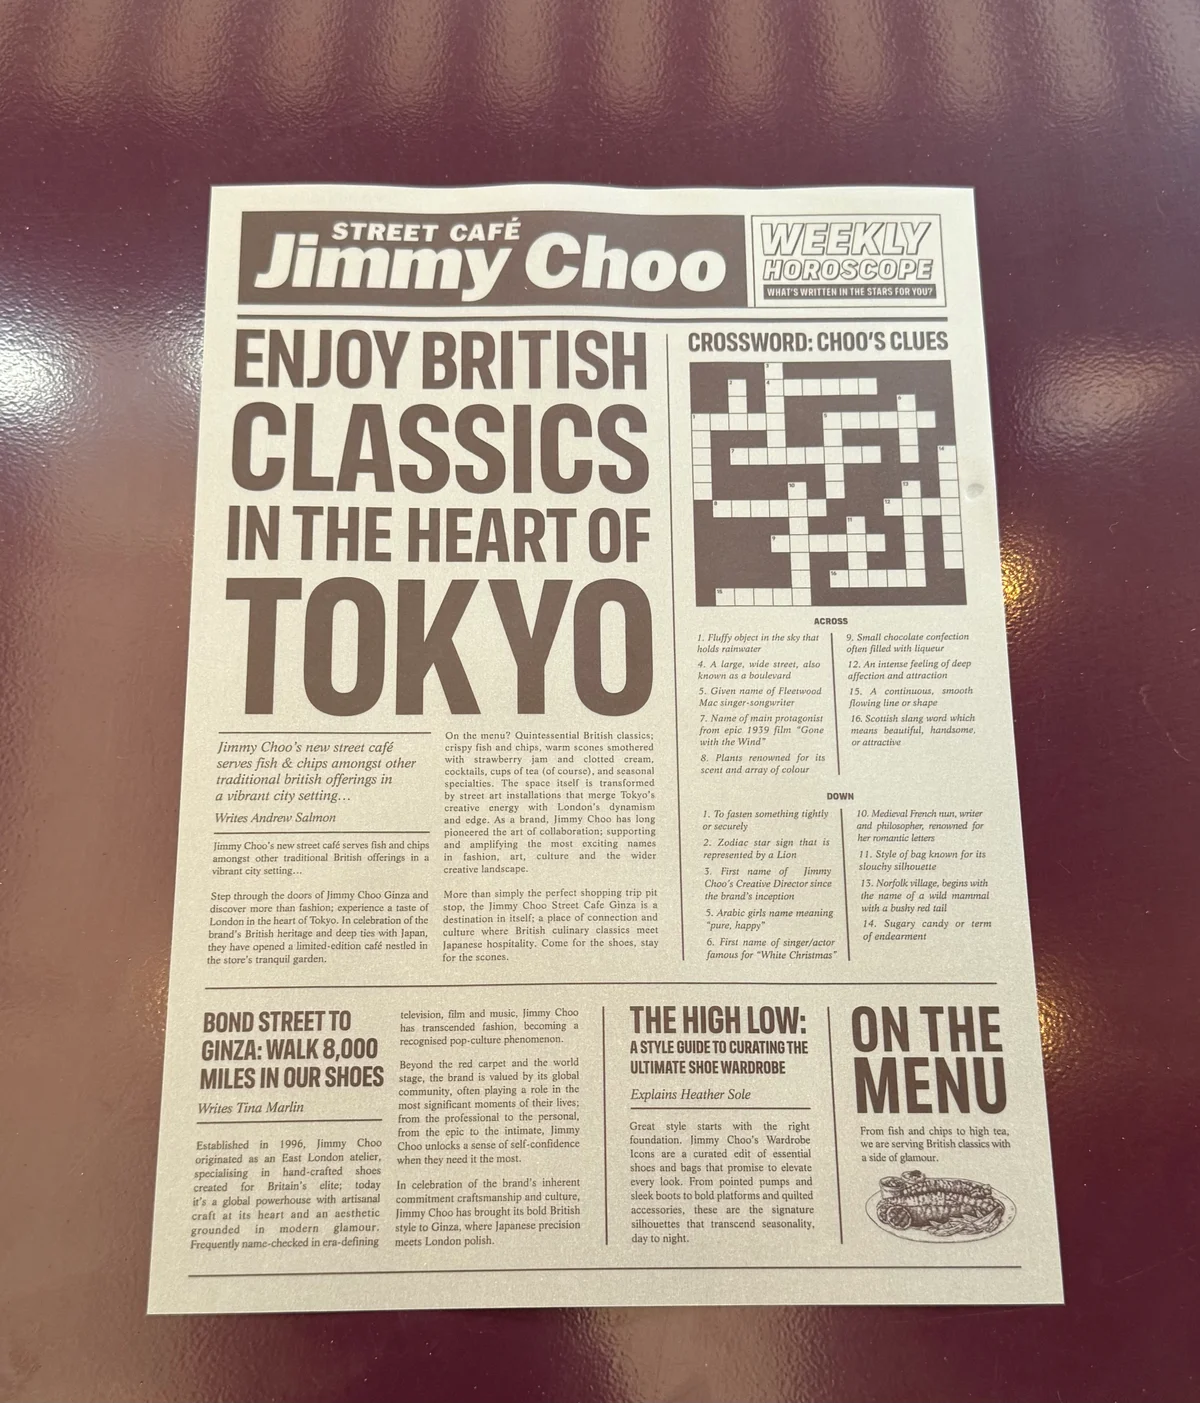 STREET CAFÉ
Jimmy Choo
WEEKLY
HOROSCOPE
WHAT'S WRITTEN IN THE STARS FOR YOU?
ENJOY BRITISH
CLASSICS
IN THE HEART OF
TOKYO
Jimmy Choo's new street café
serves fish & chips amongst other
traditional british offerings in
a vibrant city setting…
Writes Andrew Salmon
Jimmy Choo's new street café serves fish and chips
amongst other traditional British offerings in a
vibrant city setting…
Step through the doors of Jimmy Choo Ginza and
discover more than fashion; experience a taste of
London in the heart of Tokyo. In celebration of the
brand's British heritage and deep ties with Japan,
they have opened a limited-edition café nestled in
the store's tranquil garden.
On the menu? Quintessential British classics;
crispy fish and chips, warm scones smothered
with strawberry jam and clotted cream,
cocktails, cups of tea (of course), and seasonal
specialties. The space itself is transformed
by street art installations that merge Tokyo's
creative energy with London's dynamism
and edge. As a brand, Jimmy Choo has long
pioneered the art of collaboration; supporting
and amplifying the most exciting names
in fashion, art, culture and the wider
creative landscape.
More than simply the perfect shopping trip pit
stop, the Jimmy Choo Street Cafe Ginza is a
destination in itself; a place of connection and
culture where British culinary classics meet
Japanese hospitality. Come for the shoes, stay
for the scones.
CROSSWORD: CHOO'S CLUES
ACROSS
1. Fluffy object in the sky that
holds rainwater
4. A large, wide street, also
known as a boulevard
5. Given name of Fleetwood
Mac singer-songwriter
7. Name of main protagonist
from epic 1939 film "Gone
with the Wind"
8. Plants renowned for its
scent and array of colour
9. Small chocolate confection
often filled with liqueur
12. An intense feeling of deep
affection and attraction
15. A continuous, smooth
flowing line or shape
16. Scottish slang word which
means beautiful, handsome,
or attractive
DOWN
1. To fasten something tightly
or securely
2. Zodiac star sign that is
represented by a Lion
3. First name of Jimmy
Choo's Creative Director since
the brand's inception
5. Arabic girls name meaning
"pure, happy"
6. First name of singer/actor
famous for "White Christmas"
10. Medieval French nun, writer
and philosopher, renowned for
her romantic letters
11. Style of bag known for its
slouchy silhouette
13. Norfolk village, begins with
the name of a wild mammal
with a bushy red tail
14. Sugary candy or term
of endearment
BOND STREET TO
GINZA: WALK 8,000
MILES IN OUR SHOES
Writes Tina Marlin
Established in 1996, Jimmy Choo
originated as an East London atelier,
specialising in hand-crafted shoes
created for Britain's elite; today
it's a global powerhouse with artisanal
craft at its heart and an aesthetic
grounded in modern glamour.
Frequently name-checked in era-defining
television, film and music, Jimmy Choo
has transcended fashion, becoming a
recognised pop-culture phenomenon.
Beyond the red carpet and the world
stage, the brand is valued by its global
community, often playing a role in the
most significant moments of their lives;
from the professional to the personal,
from the epic to the intimate, Jimmy
Choo unlocks a sense of self-confidence
when they need it the most.
In celebration of the brand's inherent
commitment craftsmanship and culture,
Jimmy Choo has brought its bold British
style to Ginza, where Japanese precision
meets London polish.
THE HIGH LOW:
A STYLE GUIDE TO CURATING THE
ULTIMATE SHOE WARDROBE
Explains Heather Sole
Great style starts with the right
foundation. Jimmy Choo's Wardrobe
Icons are a curated edit of essential
shoes and bags that promise to elevate
every look. From pointed pumps and
sleek boots to bold platforms and quilted
accessories, these are the signature
silhouettes that transcend seasonality,
day to night.
ON THE
MENU
From fish and chips to high tea,
we are serving British classics with
a side of glamour.